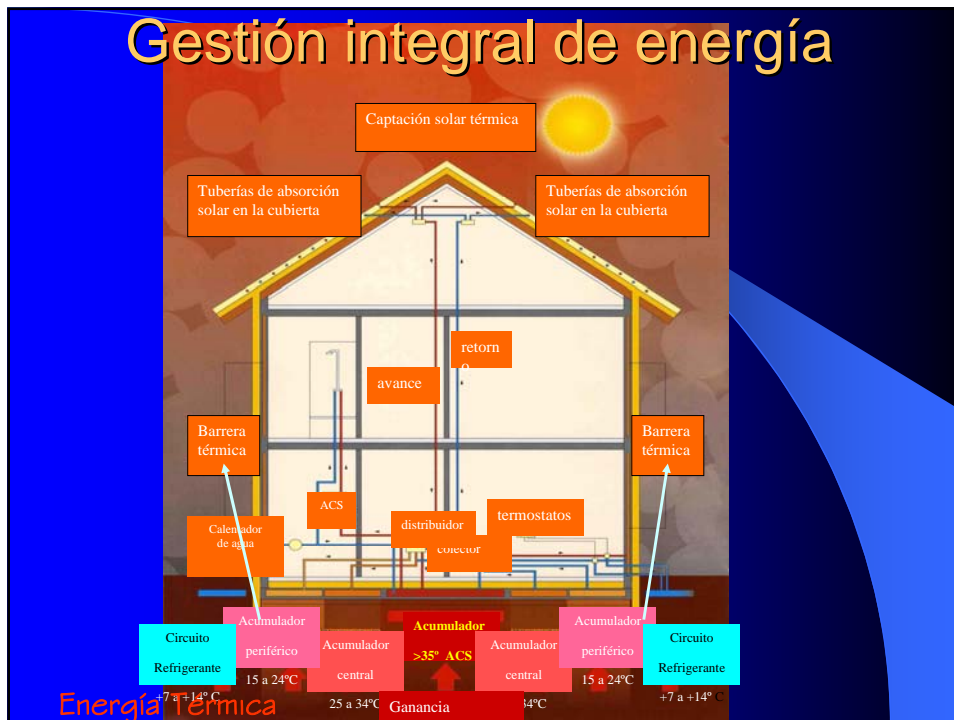 Gestión integral de energía
Captación solar térmica
Tuberías de absorción
solar en la cubierta
Tuberías de absorción
solar en la cubierta
retorn
avance
Barrera
térmica
Barrera
térmica
ACS
termostatos
distribuidor
colector
Calentador
de agua
Acumulador
periférico
15 a 24ºC
Acumulador
>35º ACS
Acumulador
periférico
15 a 24ºC
Circuito
Refrigerante
+7 a +14º C
Acumulador
central
25 a 34ºC
Acumulador
central
34ºC
Circuito
Refrigerante
+7 a +14º C
Ganancia
Energía Térmica